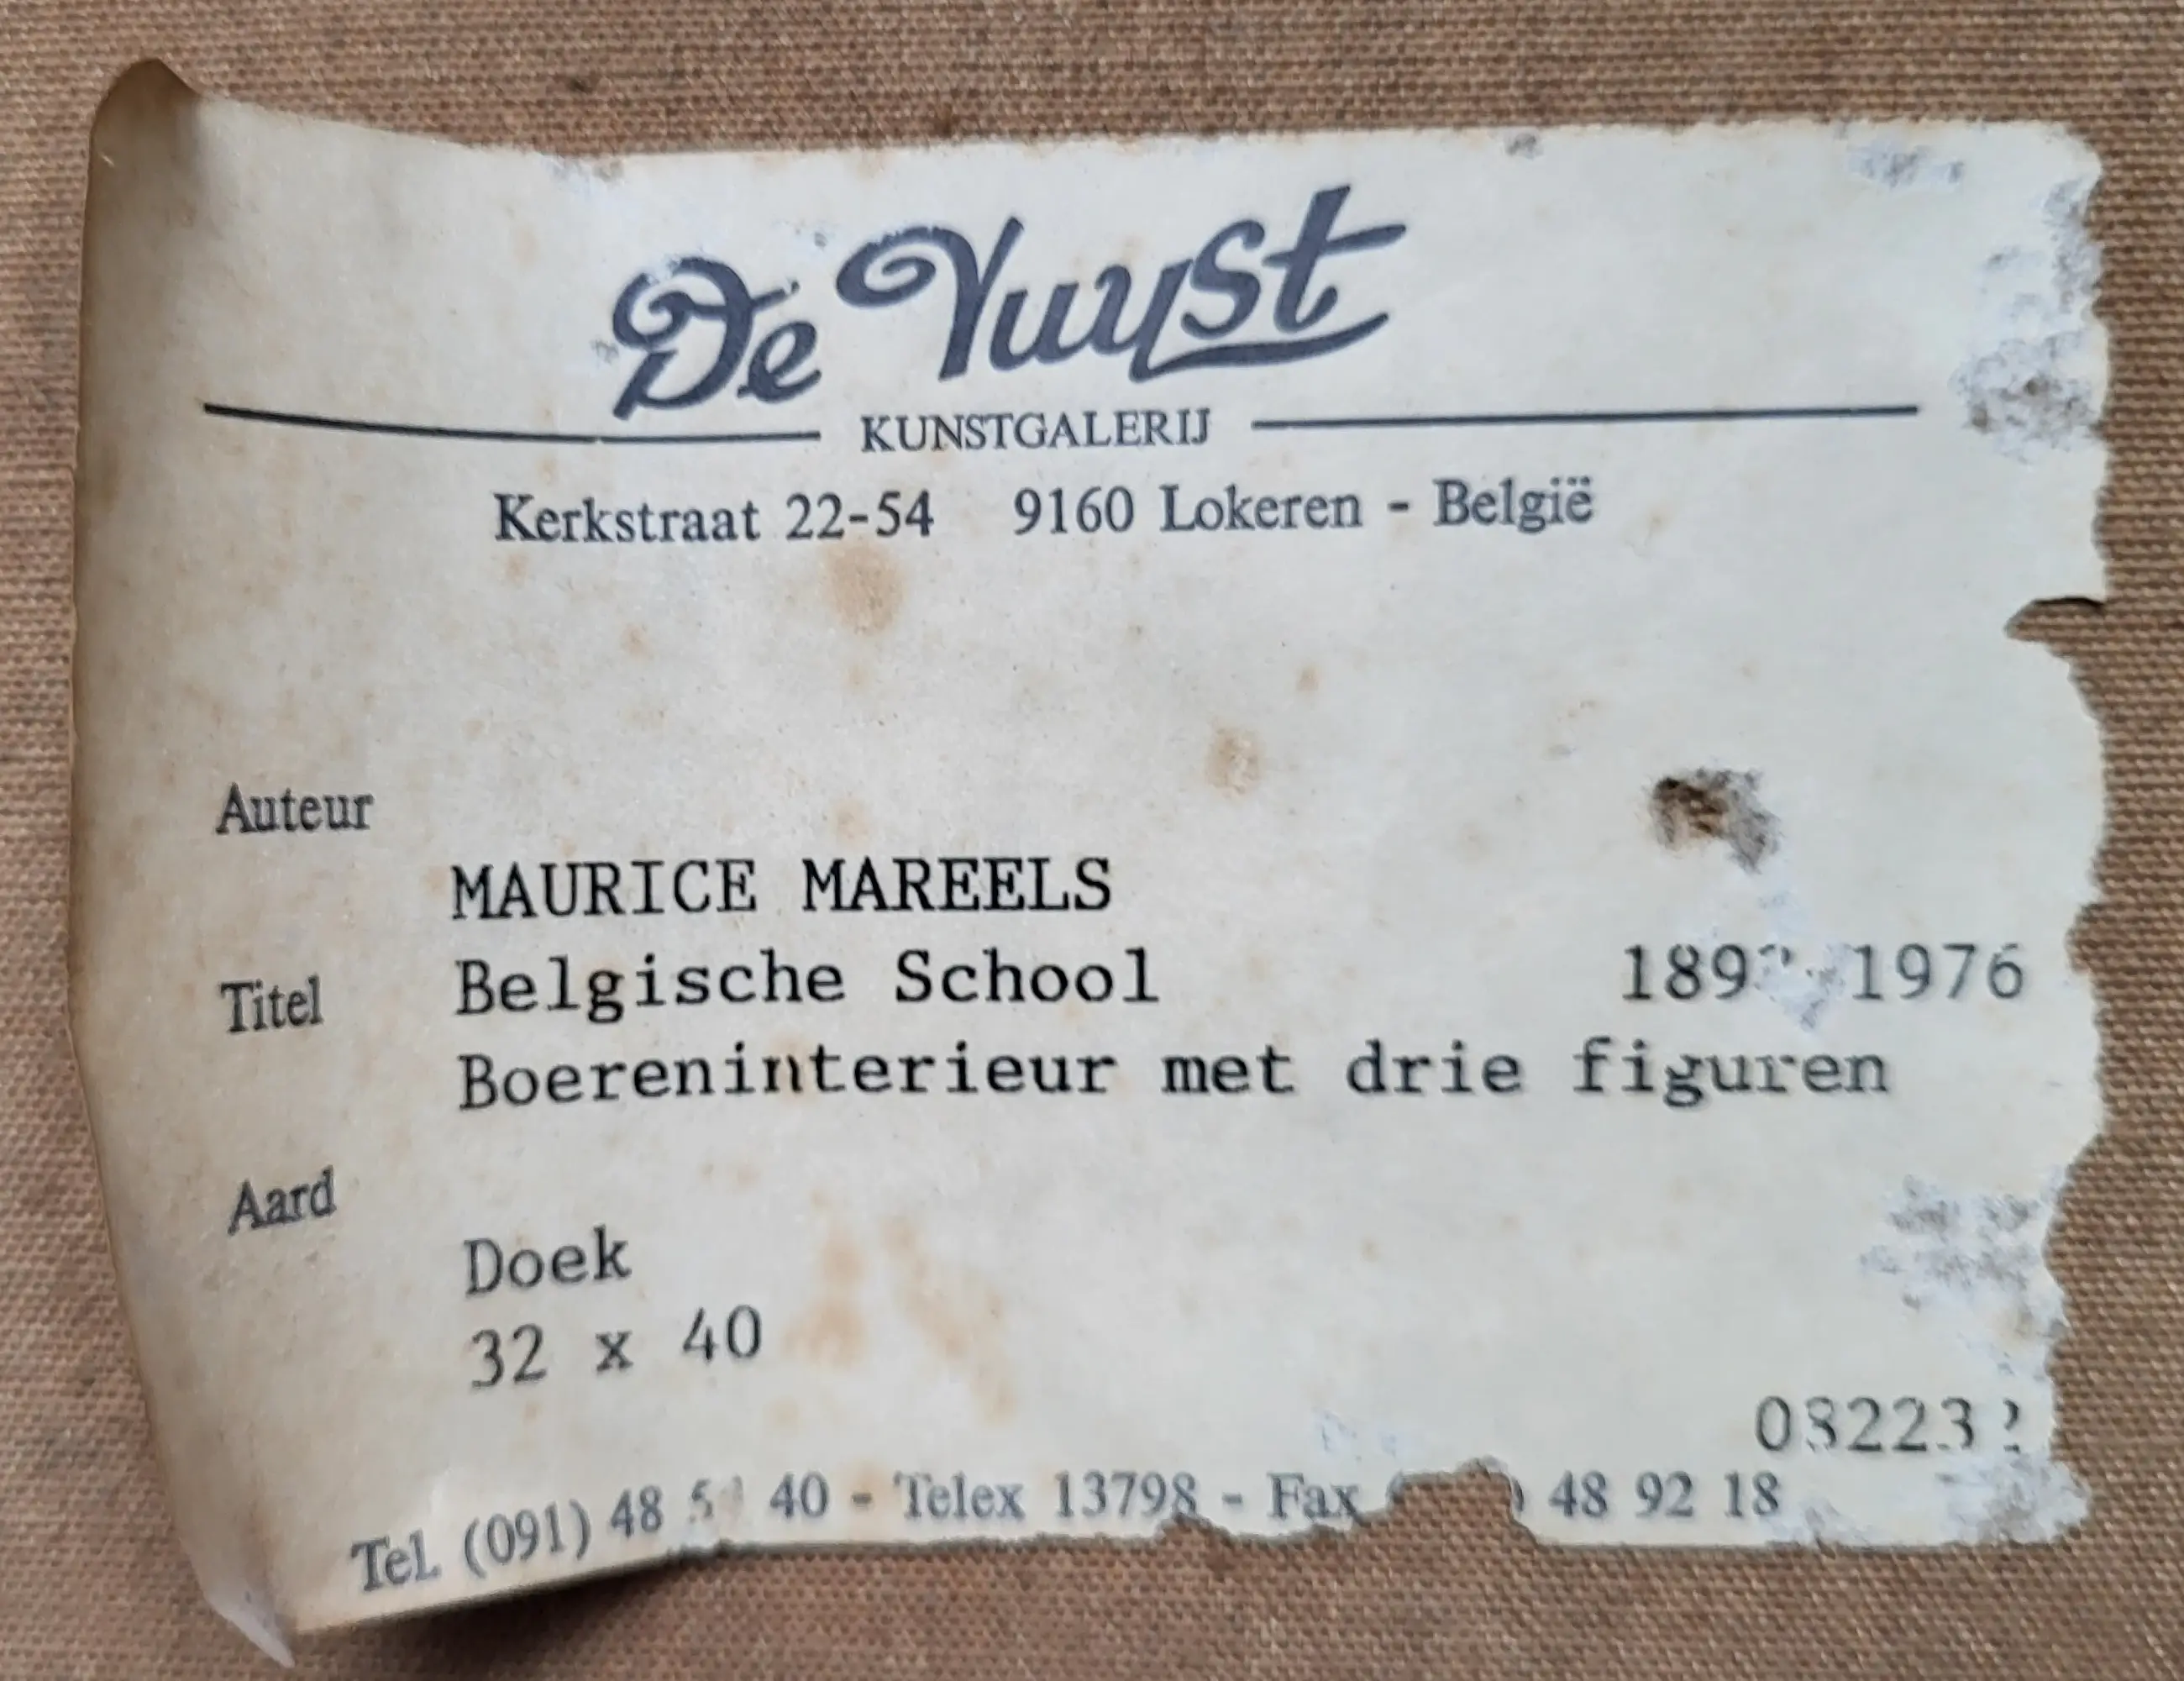 De Vuyst
KUNSTGALERIJ
Kerkstraat 22-54 9160 Lokeren - België
Auteur
MAURICE MAREELS
Titel Belgische School 1976
Boereninterieur met drie figuren
Aard
Doek
32 x 40
Tel. (091) 48 40 - Telex 13798 - Fax 48 92 18